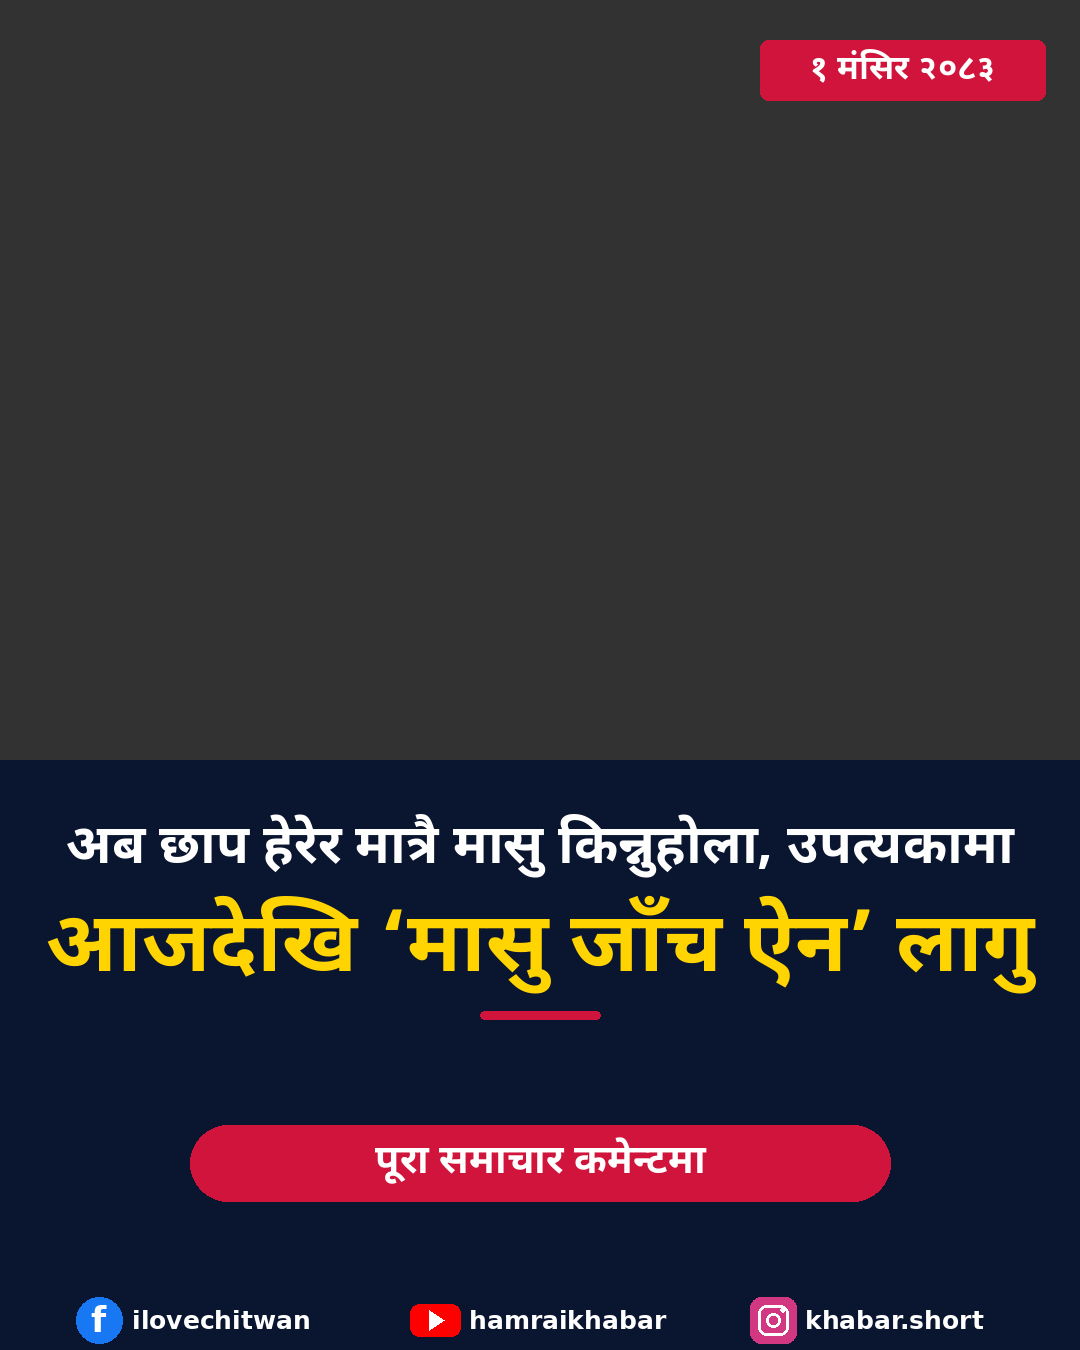 १ मंसिर २०८३
अब छाप हेरेर मात्रै मासु किन्नुहोला, उपत्यकामा
आजदेखि ‘मासु जाँच ऐन’ लागु
पूरा समाचार कमेन्टमा
ilovechitwan
hamraikhabar
khabar.short